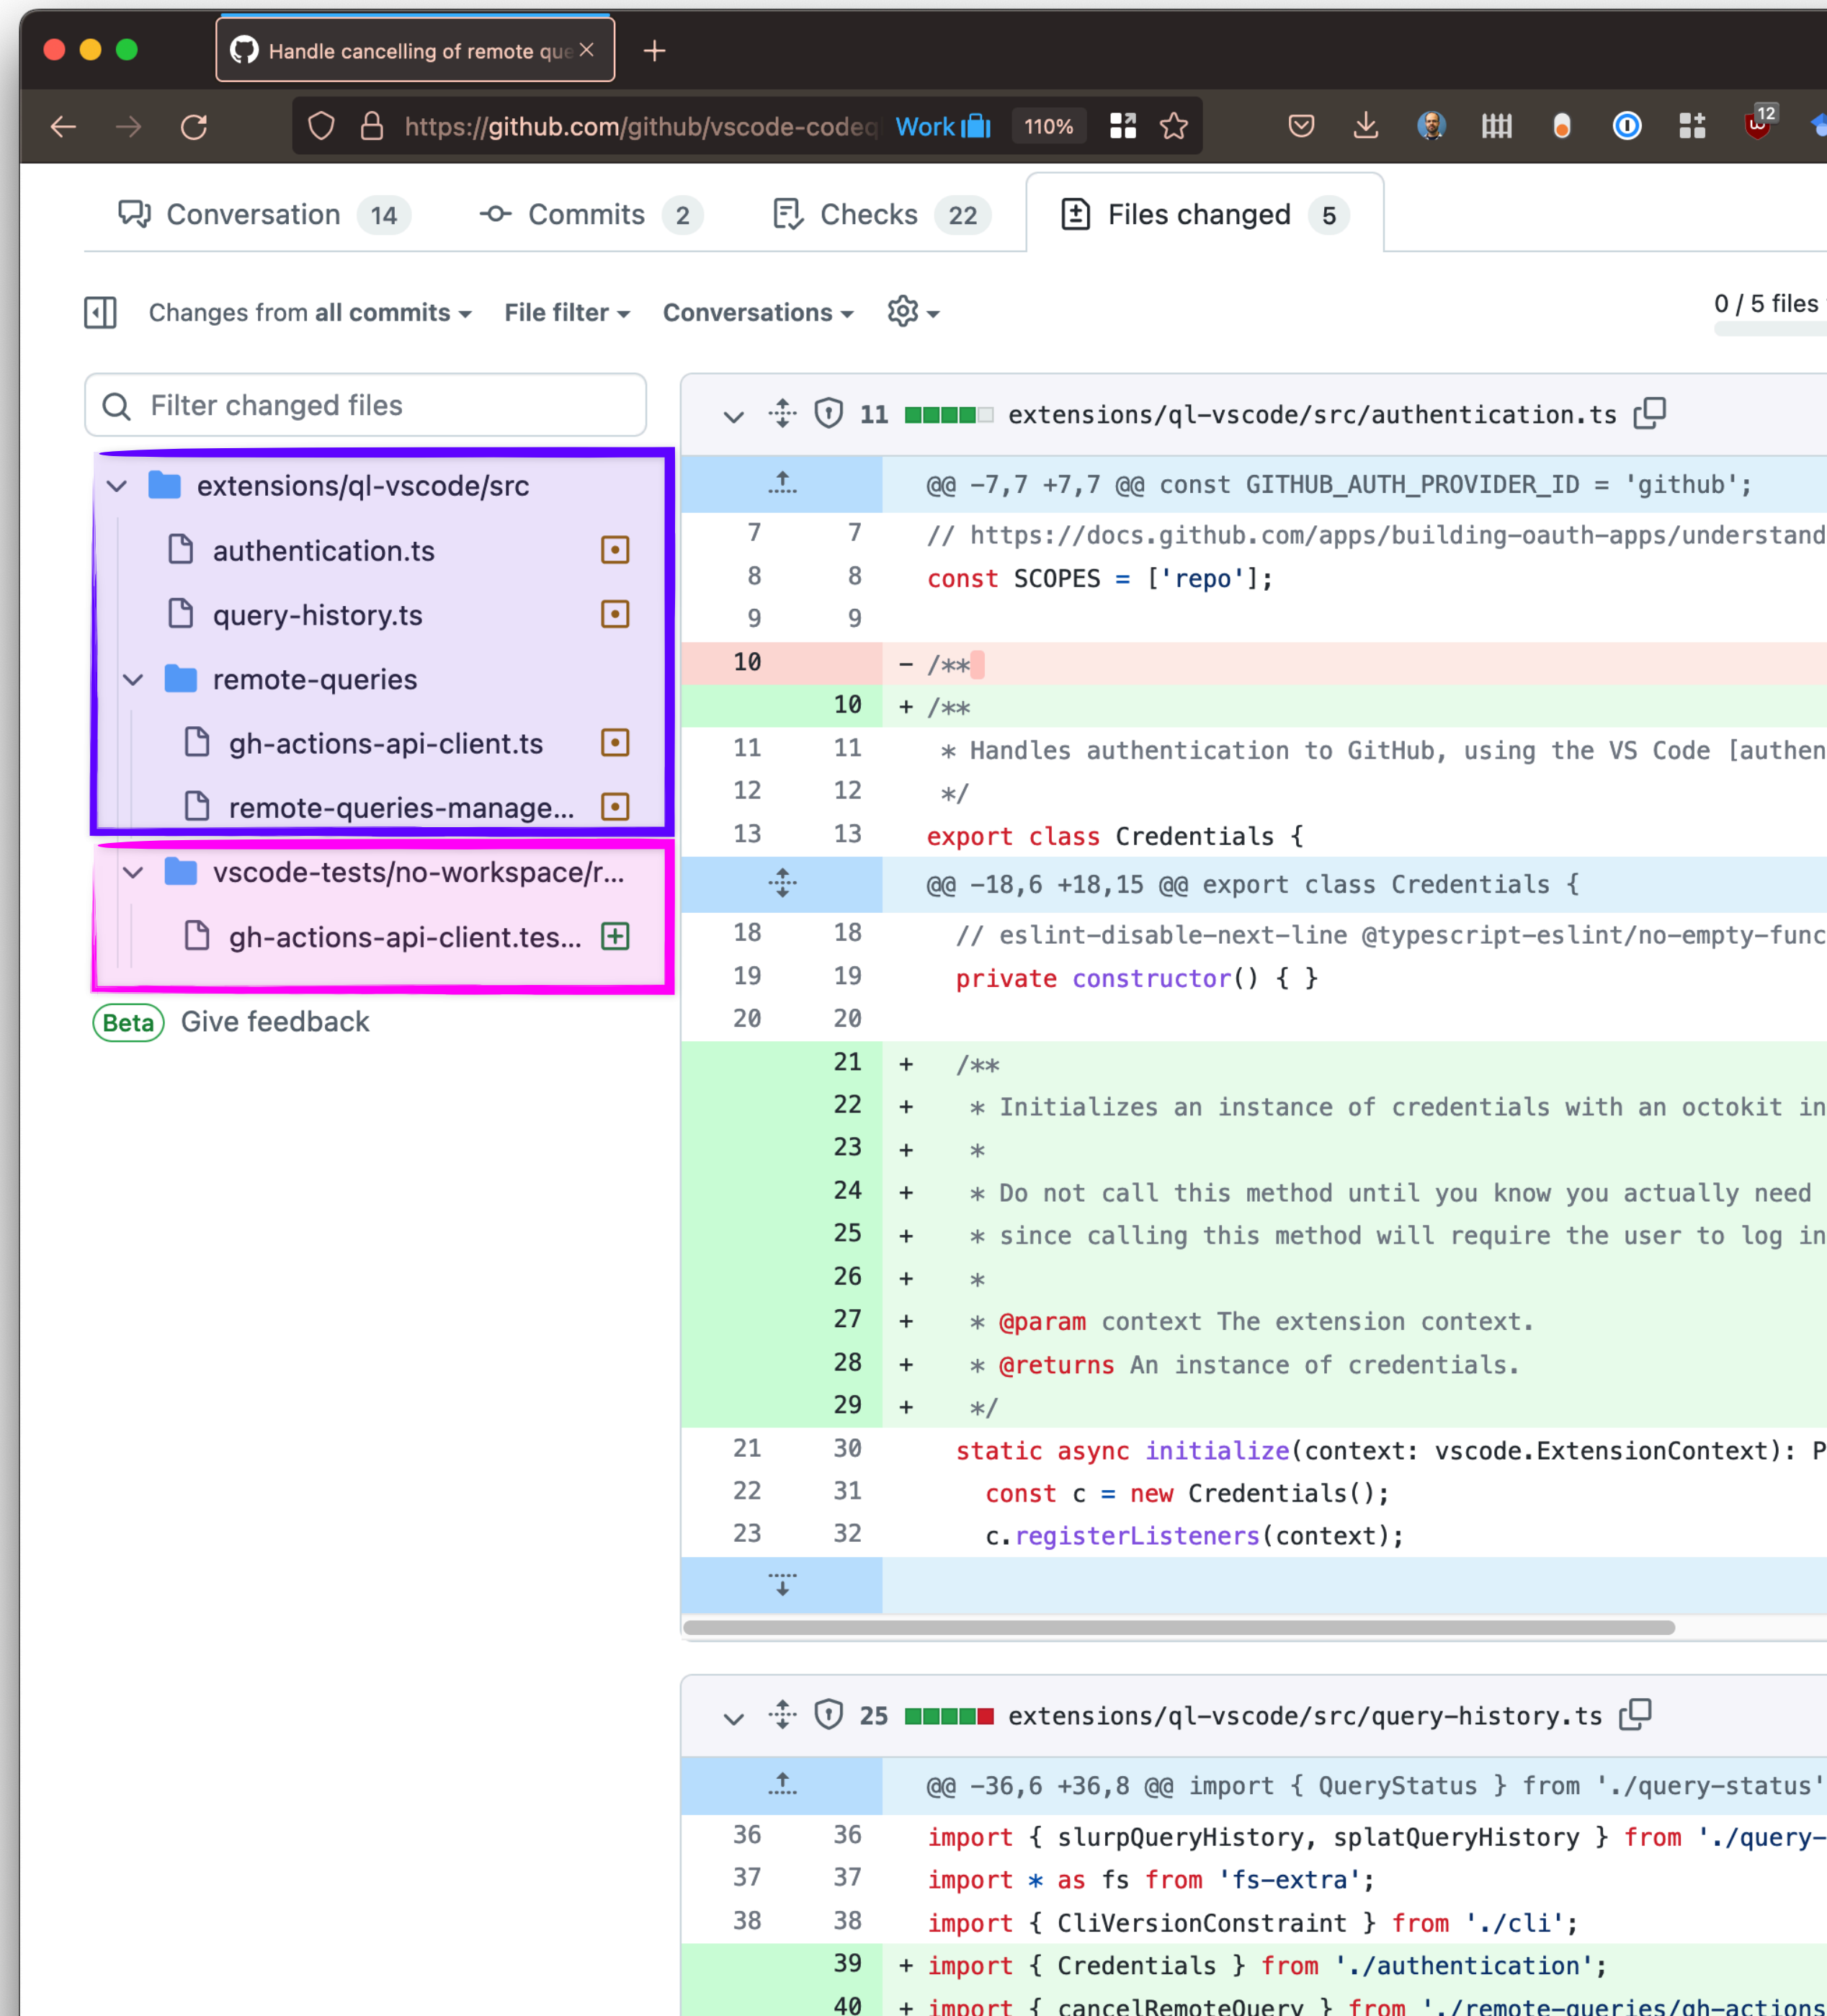 Handle cancelling of remote que
https://github.com/github/vscode-codeq Work 110% 12
Conversation 14 Commits 2 Checks 22 Files changed 5
Changes from all commits File filter Conversations 0 / 5 files
Filter changed files
extensions/ql-vscode/src
authentication.ts
query-history.ts
remote-queries
gh-actions-api-client.ts
remote-queries-manage...
vscode-tests/no-workspace/r...
gh-actions-api-client.tes...
Beta Give feedback
11 extensions/ql-vscode/src/authentication.ts
@@ -7,7 +7,7 @@ const GITHUB_AUTH_PROVIDER_ID = 'github';
7 7 // https://docs.github.com/apps/building-oauth-apps/understand
8 8 const SCOPES = ['repo'];
9 9
10 - /**
10 + /**
11 11 * Handles authentication to GitHub, using the VS Code [authen
12 12 */
13 13 export class Credentials {
@@ -18,6 +18,15 @@ export class Credentials {
18 18 // eslint-disable-next-line @typescript-eslint/no-empty-func
19 19 private constructor() { }
20 20
21 + /**
22 + * Initializes an instance of credentials with an octokit in
23 + *
24 + * Do not call this method until you know you actually need
25 + * since calling this method will require the user to log in
26 + *
27 + * @param context The extension context.
28 + * @returns An instance of credentials.
29 + */
21 30 static async initialize(context: vscode.ExtensionContext): P
22 31 const c = new Credentials();
23 32 c.registerListeners(context);
25 extensions/ql-vscode/src/query-history.ts
@@ -36,6 +36,8 @@ import { QueryStatus } from './query-status'
36 36 import { slurpQueryHistory, splatQueryHistory } from './query-
37 37 import * as fs from 'fs-extra';
38 38 import { CliVersionConstraint } from './cli';
39 + import { Credentials } from './authentication';
40 + import { cancelRemoteQuery } from './remote-queries/gh-actions